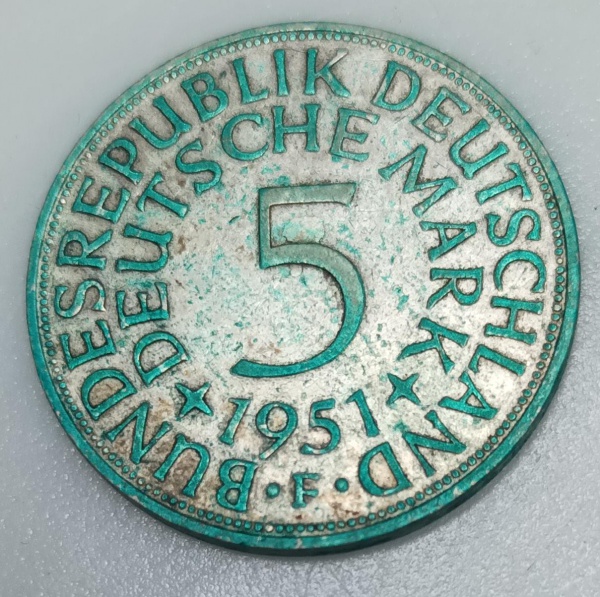 BUNDESREPUBLIK DEUTSCHLAND
DEUTSCHE MARK
5
1951
· F ·